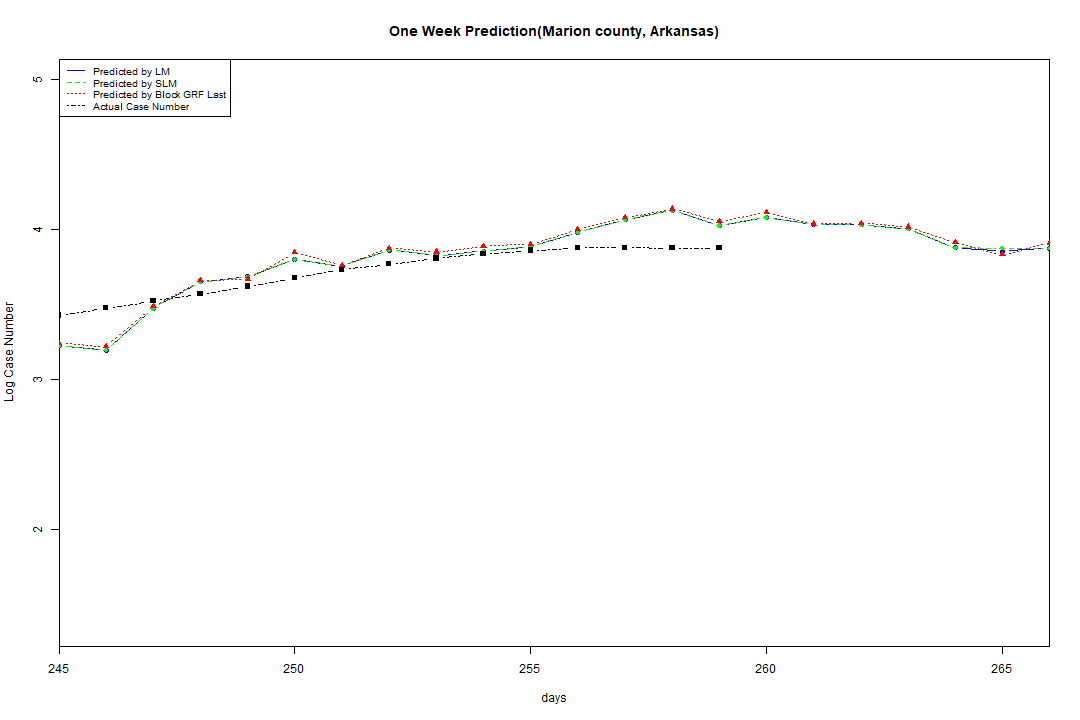 One Week Prediction(Marion county, Arkansas)
Predicted by LM
Predicted by SLM
Predicted by Block GRF Last
Actual Case Number
5
4
3
2
Log Case Number
245 250 255 260 265
days